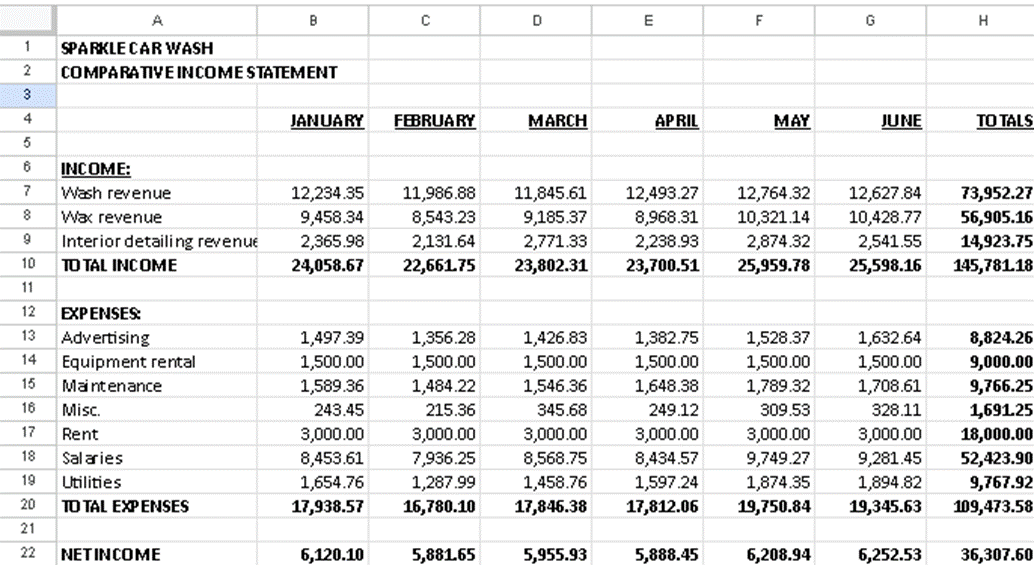 A B C D E F G H
1 SPARKLE CAR WASH
2 COMPARATIVE INCOME STATEMENT
3
4 JANUARY FEBRUARY MARCH APRIL MAY JUNE TOTALS
5
6 INCOME:
7 Wash revenue 12,234.35 11,986.88 11,845.61 12,493.27 12,764.32 12,627.84 73,952.27
8 Wax revenue 9,458.34 8,543.23 9,185.37 8,968.31 10,321.14 10,428.77 56,905.16
9 Interior detailing revenue 2,365.98 2,131.64 2,771.33 2,238.93 2,874.32 2,541.55 14,923.75
10 TOTAL INCOME 24,058.67 22,661.75 23,802.31 23,700.51 25,959.78 25,598.16 145,781.18
11
12 EXPENSES:
13 Advertising 1,497.39 1,356.28 1,426.83 1,382.75 1,528.37 1,632.64 8,824.26
14 Equipment rental 1,500.00 1,500.00 1,500.00 1,500.00 1,500.00 1,500.00 9,000.00
15 Maintenance 1,589.36 1,484.22 1,546.36 1,648.38 1,789.32 1,708.61 9,766.25
16 Misc. 243.45 215.36 345.68 249.12 309.53 328.11 1,691.25
17 Rent 3,000.00 3,000.00 3,000.00 3,000.00 3,000.00 3,000.00 18,000.00
18 Salaries 8,453.61 7,936.25 8,568.75 8,434.57 9,749.27 9,281.45 52,423.90
19 Utilities 1,654.76 1,287.99 1,458.76 1,597.24 1,874.35 1,894.82 9,767.92
20 TOTAL EXPENSES 17,938.57 16,780.10 17,846.38 17,812.06 19,750.84 19,345.63 109,473.58
21
22 NET INCOME 6,120.10 5,881.65 5,955.93 5,888.45 6,208.94 6,252.53 36,307.60